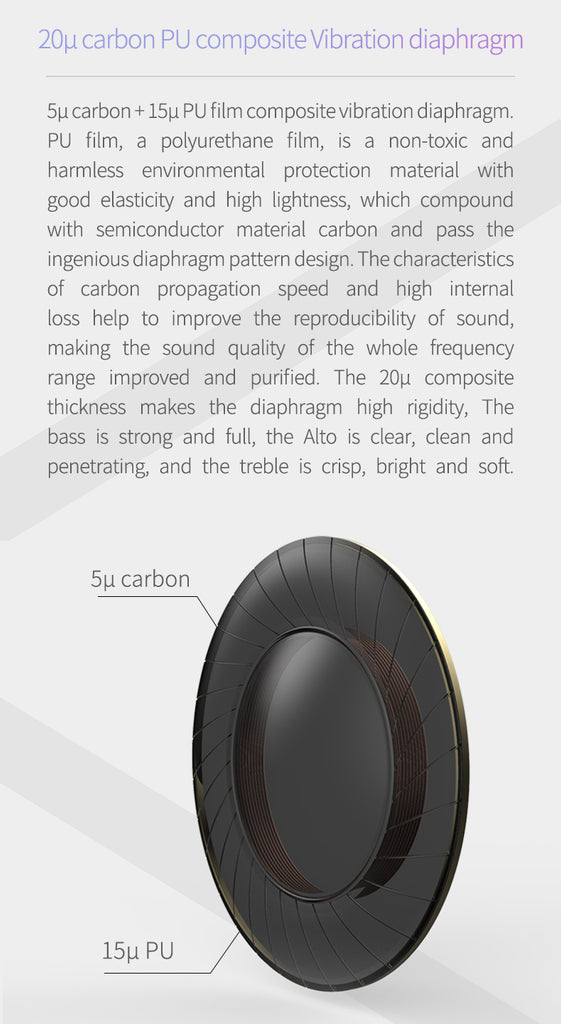 20μ carbon PU composite Vibration diaphragm
5μ carbon + 15μ PU film composite vibration diaphragm.
PU film, a polyurethane film, is a non-toxic and
harmless environmental protection material with
good elasticity and high lightness, which compound
with semiconductor material carbon and pass the
ingenious diaphragm pattern design. The characteristics
of carbon propagation speed and high internal
loss help to improve the reproducibility of sound,
making the sound quality of the whole frequency
range improved and purified. The 20μ composite
thickness makes the diaphragm high rigidity, The
bass is strong and full, the Alto is clear, clean and
penetrating, and the treble is crisp, bright and soft.
5μ carbon
15μ PU